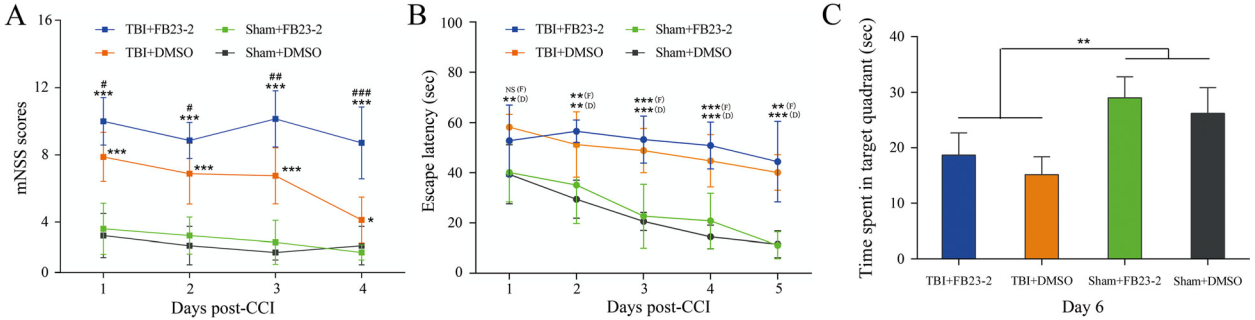 A
TBI+FB23-2
Sham+FB23-2
TBI+DMSO
Sham+DMSO
mNSS scores
16
12
8
4
0
#
***
#
***
##
***
###
***
***
***
***
*
1 2 3 4
Days post-CCI
B
TBI+FB23-2
Sham+FB23-2
TBI+DMSO
Sham+DMSO
Escape latency (sec)
100
80
60
40
20
0
NS (F)
**(D)
**(F)
**(D)
***(F)
***(D)
***(F)
***(D)
**(F)
***(D)
1 2 3 4 5
Days post-CCI
C
Time spent in target quadrant (sec)
40
30
20
10
0
**
TBI+FB23-2 TBI+DMSO Sham+FB23-2 Sham+DMSO
Day 6